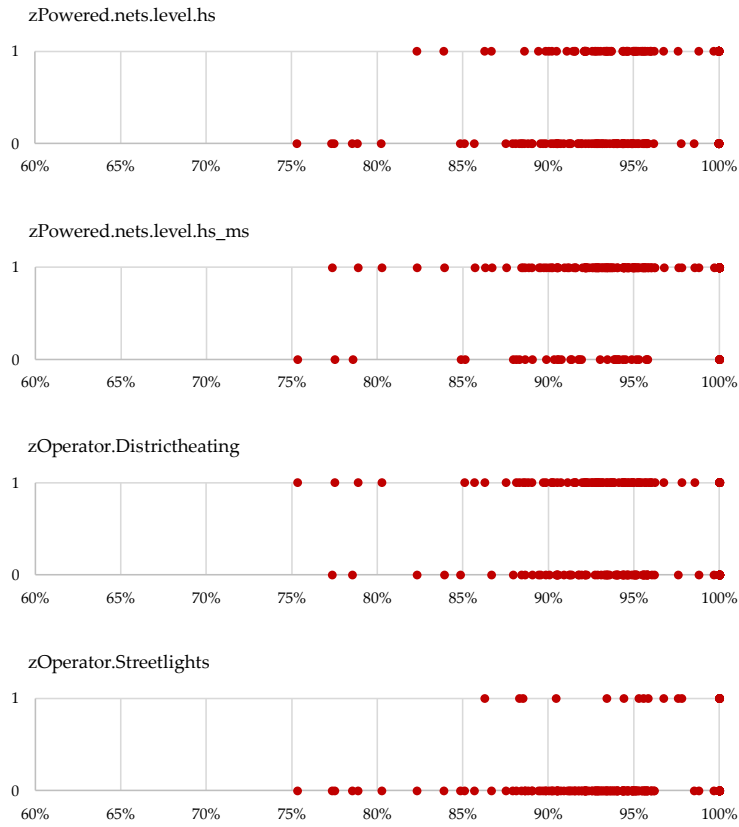 zPowered.nets.level.hs
1
0
60% 65% 70% 75% 80% 85% 90% 95% 100%
zPowered.nets.level.hs_ms
1
0
60% 65% 70% 75% 80% 85% 90% 95% 100%
zOperator.Districtheating
1
0
60% 65% 70% 75% 80% 85% 90% 95% 100%
zOperator.Streetlights
1
0
60% 65% 70% 75% 80% 85% 90% 95% 100%